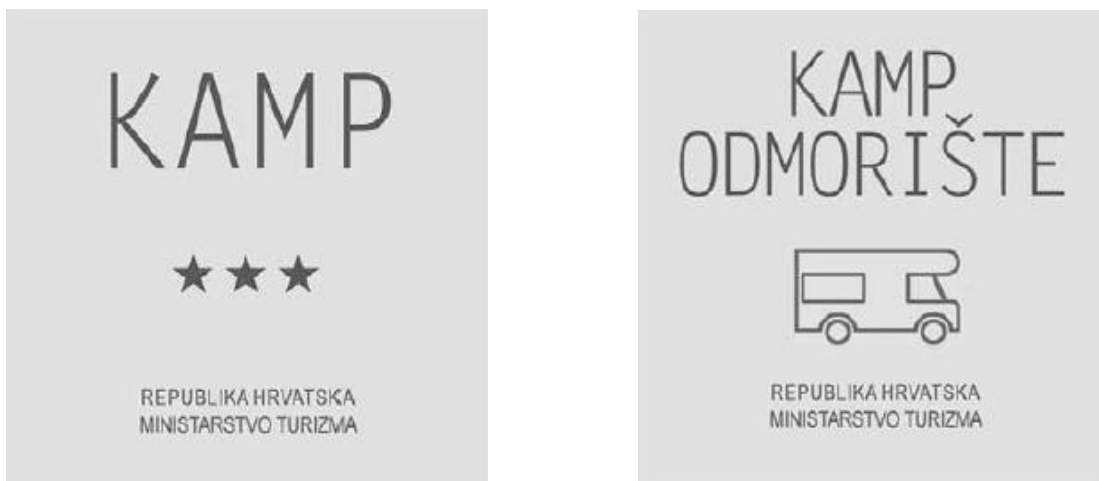 KAMP
★★★
REPUBLIKA HRVATSKA
MINISTARSTVO TURIZMA
KAMP
ODMORIŠTE
REPUBLIKA HRVATSKA
MINISTARSTVO TURIZMA